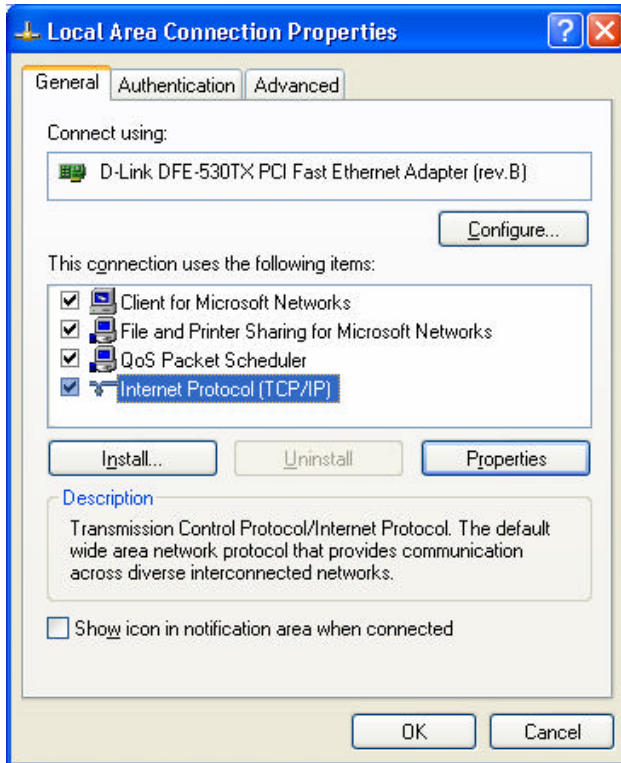 Local Area Connection Properties
General Authentication Advanced
Connect using:
D-Link DFE-530TX PCI Fast Ethernet Adapter (rev.B)
Configure...
This connection uses the following items:
Client for Microsoft Networks
File and Printer Sharing for Microsoft Networks
QoS Packet Scheduler
Internet Protocol (TCP/IP)
Install... Uninstall Properties
Description
Transmission Control Protocol/Internet Protocol. The default
wide area network protocol that provides communication
across diverse interconnected networks.
Show icon in notification area when connected
OK Cancel